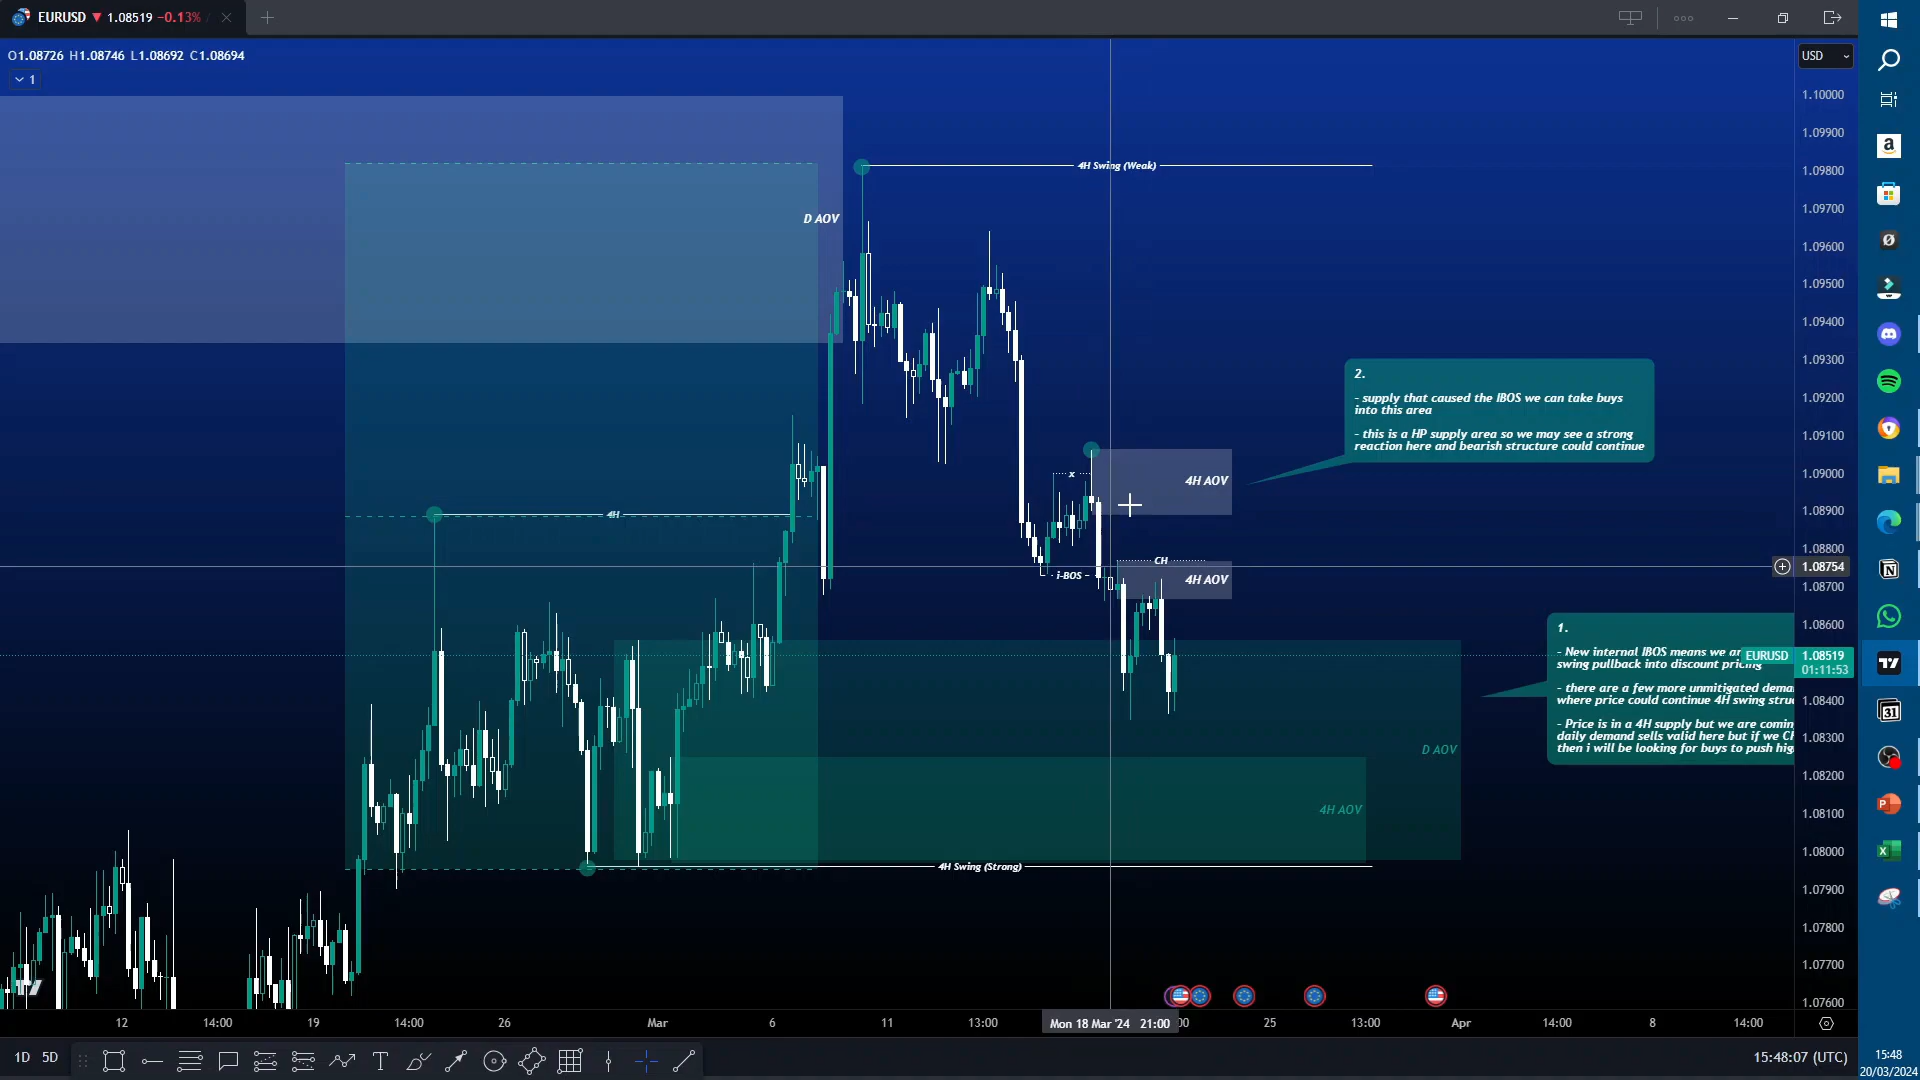 EURUSD 1.08519 −0.13%
O1.08726 H1.08746 L1.08692 C1.08694
1
USD
1.10000
1.09900
1.09800
1.09700
1.09600
1.09500
1.09400
1.09300
1.09200
1.09100
1.09000
1.08900
1.08800
1.08754
1.08700
1.08600
EURUSD 1.08519
01:11:53
1.08400
1.08300
1.08200
1.08100
1.08000
1.07900
1.07800
1.07700
1.07600
4H Swing (Weak)
D AOV
2.
- supply that caused the IBOS we can take buys
into this area
- this is a HP supply area so we may see a strong
reaction here and bearish structure could continue
x
4H AOV
4H
CH
i-BOS -
4H AOV
1.
- New internal IBOS means we ar
swing pullback into discount pricing
- there are a few more unmitigated dema
where price could continue 4H swing stru
- Price is in a 4H supply but we are comin
daily demand sells valid here but if we C
then i will be looking for buys to push hig
D AOV
4H AOV
4H Swing (Strong)
12 14:00 19 14:00 26 Mar 6 11 13:00 Mon 18 Mar '24 21:00 :00 25 13:00 Apr 14:00 8 14:00
1D 5D
15:48:07 (UTC)
a
31
15:48
20/03/2024